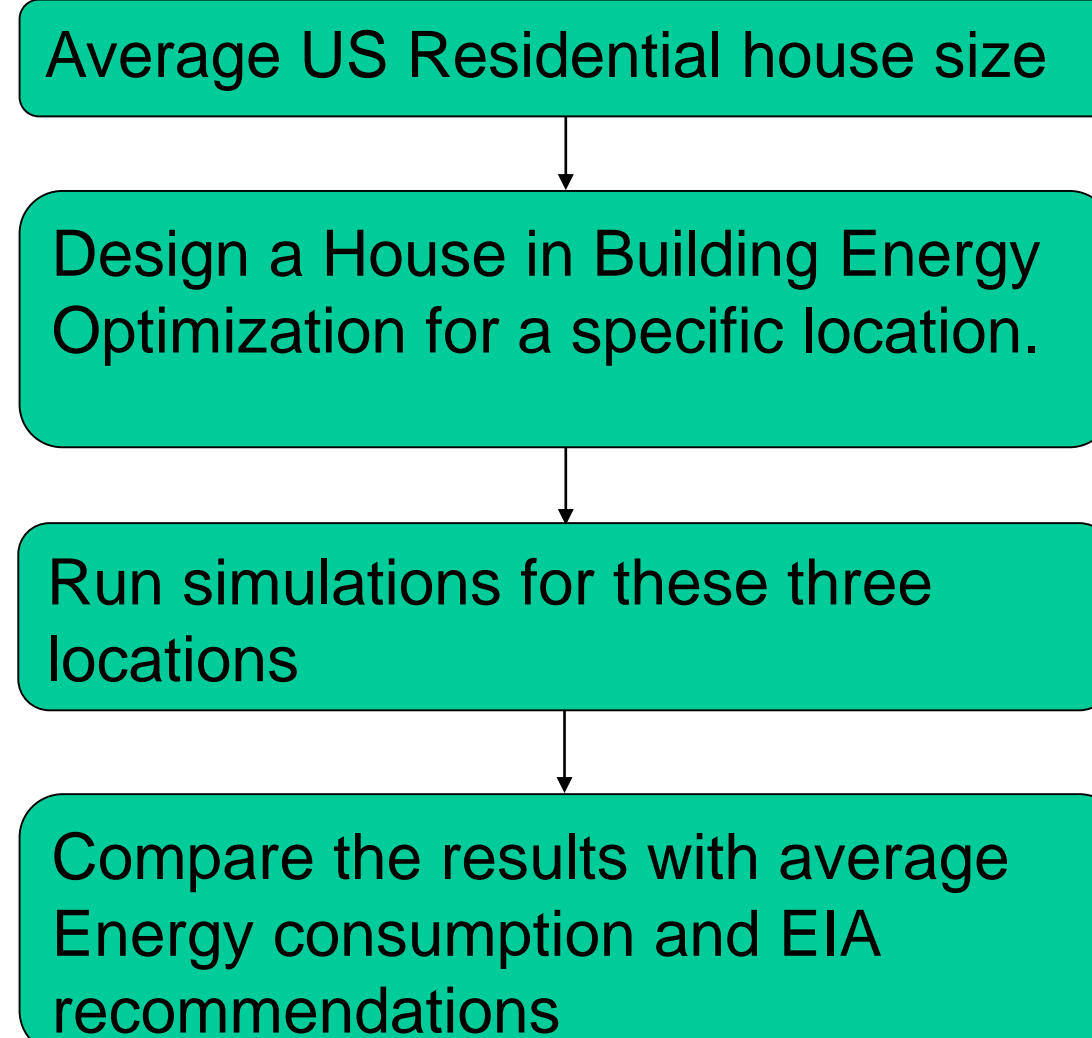 Average US Residential house size
Design a House in Building Energy
Optimization for a specific location.
Run simulations for these three
locations
Compare the results with average
Energy consumption and EIA
recommendations